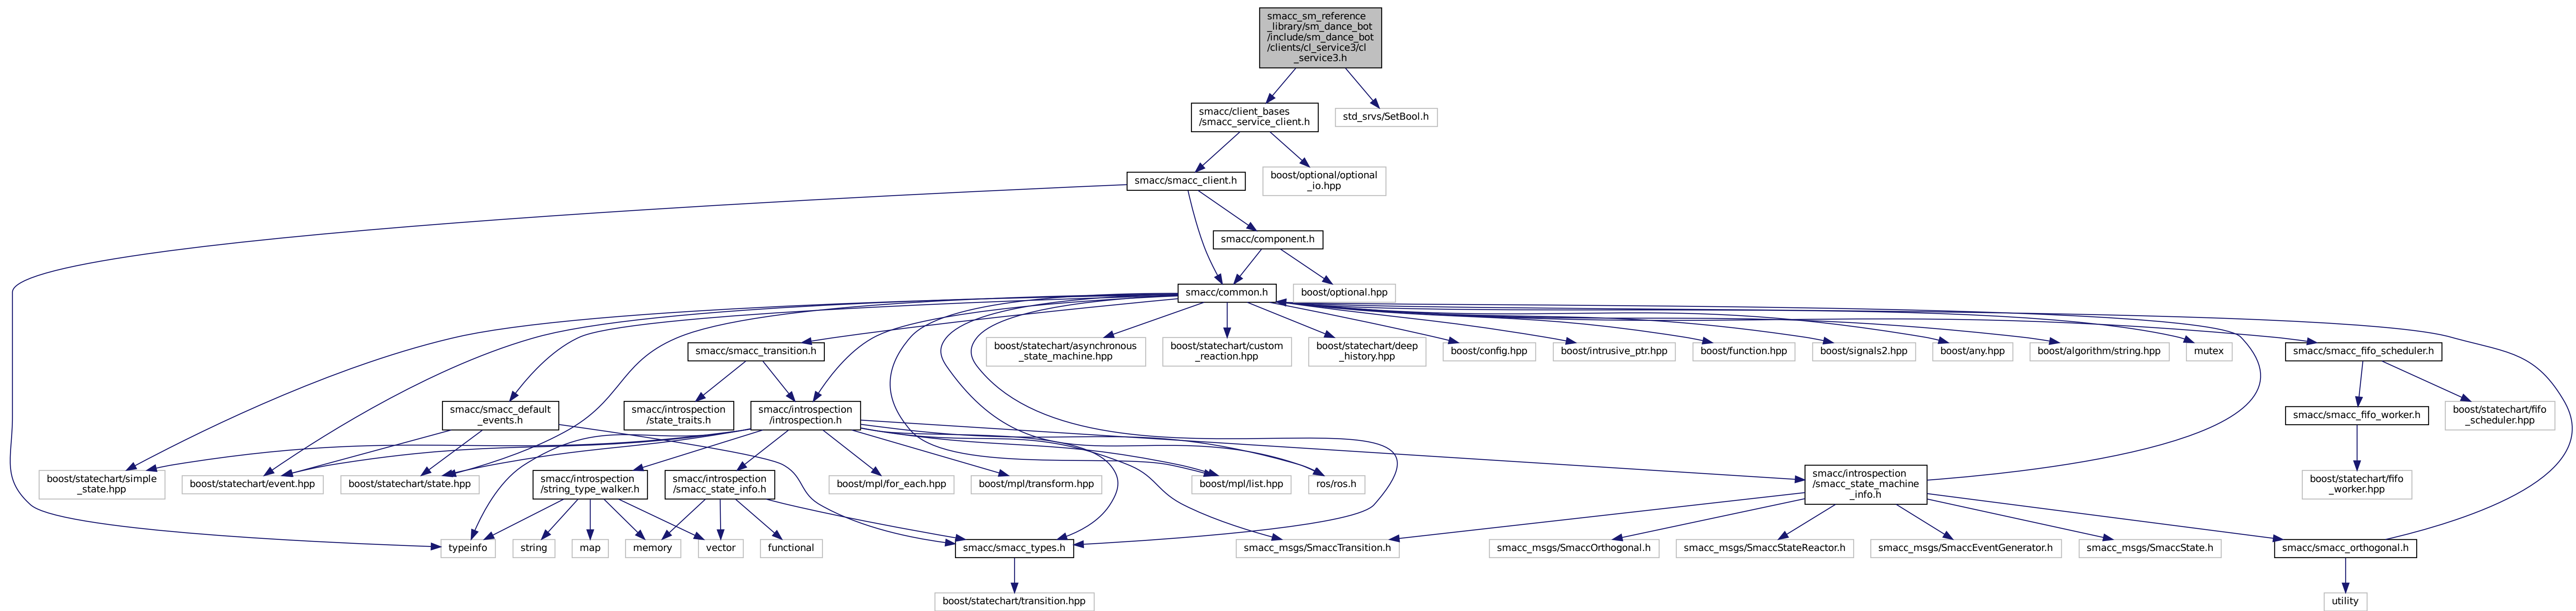 smacc_sm_reference
_library/sm_dance_bot
/include/sm_dance_bot
/clients/cl_service3/cl
_service3.h
smacc/client_bases
/smacc_service_client.h
std_srvs/SetBool.h
smacc/smacc_client.h
boost/optional/optional
_io.hpp
smacc/component.h
smacc/common.h
boost/optional.hpp
smacc/smacc_transition.h
boost/statechart/asynchronous
_state_machine.hpp
boost/statechart/custom
_reaction.hpp
boost/statechart/deep
_history.hpp
boost/config.hpp
boost/intrusive_ptr.hpp
boost/function.hpp
boost/signals2.hpp
boost/any.hpp
boost/algorithm/string.hpp
mutex
smacc/smacc_fifo_scheduler.h
smacc/smacc_default
_events.h
smacc/introspection
/state_traits.h
smacc/introspection
/introspection.h
smacc/smacc_fifo_worker.h
boost/statechart/fifo
_scheduler.hpp
boost/statechart/simple
_state.hpp
boost/statechart/event.hpp
boost/statechart/state.hpp
smacc/introspection
/string_type_walker.h
smacc/introspection
/smacc_state_info.h
boost/mpl/for_each.hpp
boost/mpl/transform.hpp
boost/mpl/list.hpp
ros/ros.h
smacc/introspection
/smacc_state_machine
_info.h
boost/statechart/fifo
_worker.hpp
typeinfo
string
map
memory
vector
functional
smacc/smacc_types.h
smacc_msgs/SmaccTransition.h
smacc_msgs/SmaccOrthogonal.h
smacc_msgs/SmaccStateReactor.h
smacc_msgs/SmaccEventGenerator.h
smacc_msgs/SmaccState.h
smacc/smacc_orthogonal.h
boost/statechart/transition.hpp
utility